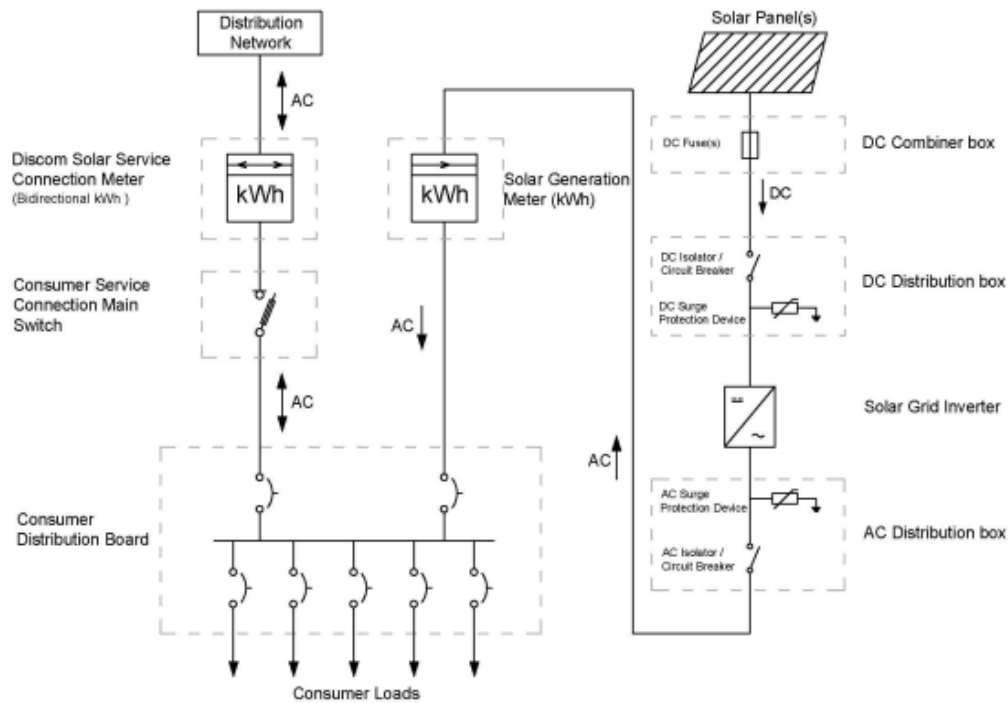 Distribution
Network
AC
Discom Solar Service
Connection Meter
(Bidirectional kWh )
kWh
Consumer Service
Connection Main
Switch
AC
Consumer
Distribution Board
Consumer Loads
kWh
Solar Generation
Meter (kWh)
AC
AC
Solar Panel(s)
DC Fuse(s)
DC Combiner box
DC
DC Isolator /
Circuit Breaker
DC Surge
Protection Device
DC Distribution box
Solar Grid Inverter
AC Surge
Protection Device
AC Isolator /
Circuit Breaker
AC Distribution box